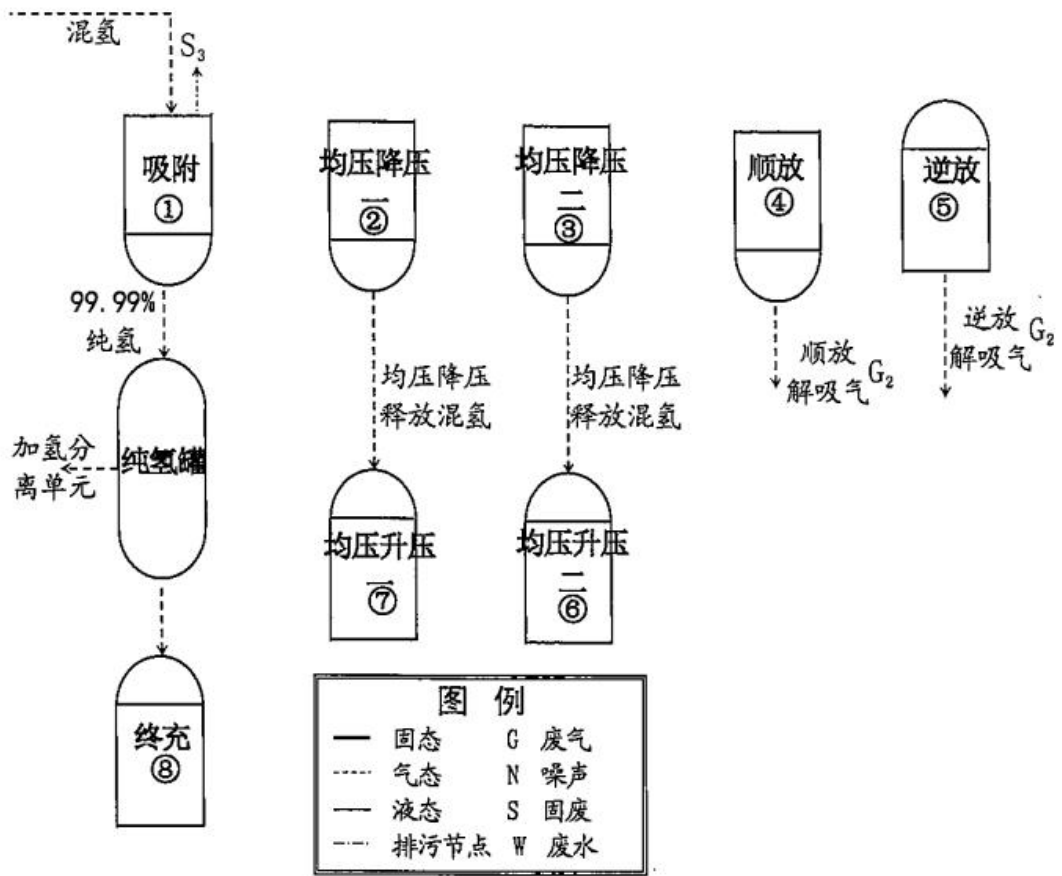 混氢
S₃
吸附
①
99.99%
纯氢
加氢分
离单元
纯氢罐
终充
⑧
均压降压
一
②
均压降压
释放混氢
均压升压
一
⑦
均压降压
二
③
均压降压
释放混氢
均压升压
二
⑥
顺放
④
顺放
解吸气 G₂
逆放
⑤
逆放
解吸气 G₂
图 例
固态 G 废气
气态 N 噪声
液态 S 固废
排污节点 W 废水